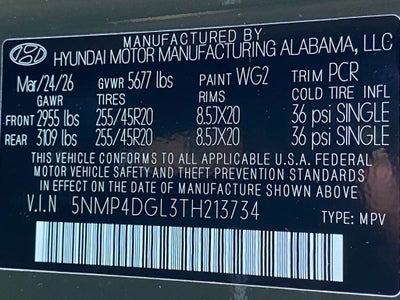 MANUFACTURED BY
HYUNDAI MOTOR MANUFACTURING ALABAMA, LLC
Mar/24/26 GVWR 5677 lbs PAINT WG2 TRIM PCR
GAWR TIRES RIMS COLD TIRE INFL
FRONT 2955 lbs 255/45R20 8.5JX20 36 psi SINGLE
REAR 3109 lbs 255/45R20 8.5JX20 36 psi SINGLE
THIS VEHICLE CONFORMS TO ALL APPLICABLE U.S.A. FEDERAL
MOTOR VEHICLE SAFETY AND THEFT PREVENTION STANDARDS
IN EFFECT ON THE DATE OF MANUFACTURE SHOWN ABOVE.
V.I.N 5NMP4DGL3TH213734 TYPE: MPV